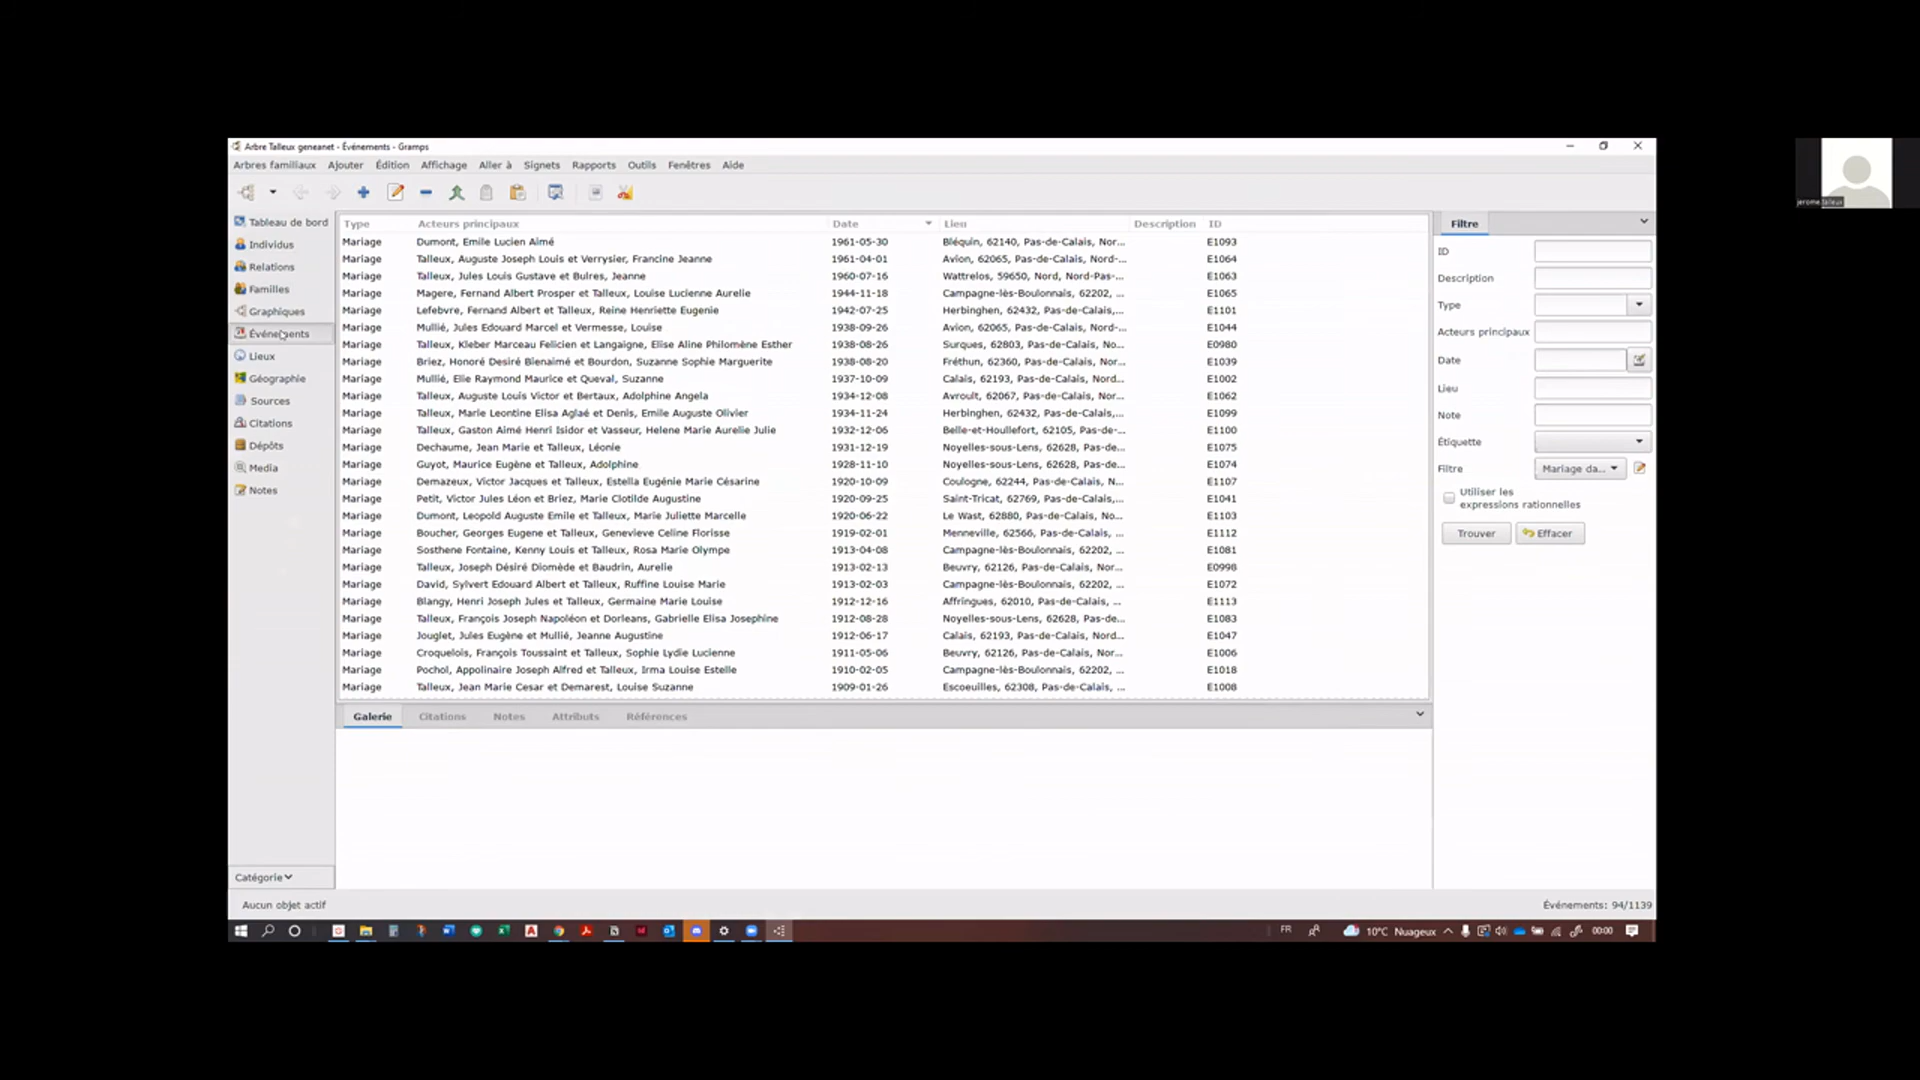 Arbre Talleux geneanet - Événements - Gramps
Arbres familiaux Ajouter Édition Affichage Aller à Signets Rapports Outils Fenêtres Aide
Tableau de bord
Individus
Relations
Familles
Graphiques
Événements
Lieux
Géographie
Sources
Citations
Dépôts
Media
Notes
Catégorie
Type Acteurs principaux Date Lieu Description ID
Mariage Dumont, Emile Lucien Aimé 1961-05-30 Bléquin, 62140, Pas-de-Calais, Nor... E1093
Mariage Talleux, Auguste Joseph Louis et Verrysier, Francine Jeanne 1961-04-01 Avion, 62065, Pas-de-Calais, Nord-... E1064
Mariage Talleux, Jules Louis Gustave et Bulres, Jeanne 1960-07-16 Wattrelos, 59650, Nord, Nord-Pas-... E1063
Mariage Magere, Fernand Albert Prosper et Talleux, Louise Lucienne Aurelie 1944-11-18 Campagne-lès-Boulonnais, 62202, ... E1065
Mariage Lefebvre, Fernand Albert et Talleux, Reine Henriette Eugenie 1942-07-25 Herbinghen, 62432, Pas-de-Calais,... E1101
Mariage Mullié, Jules Edouard Marcel et Vermesse, Louise 1938-09-26 Avion, 62065, Pas-de-Calais, Nord-... E1044
Mariage Talleux, Kleber Marceau Felicien et Langaigne, Elise Aline Philomène Esther 1938-08-26 Surques, 62803, Pas-de-Calais, No... E0980
Mariage Briez, Honoré Desiré Bienaimé et Bourdon, Suzanne Sophie Marguerite 1938-08-20 Fréthun, 62360, Pas-de-Calais, No... E1039
Mariage Mullié, Elie Raymond Maurice et Queval, Suzanne 1937-10-09 Calais, 62193, Pas-de-Calais, Nord... E1002
Mariage Talleux, Auguste Louis Victor et Bertaux, Adolphine Angela 1934-12-08 Avroult, 62067, Pas-de-Calais, No... E1062
Mariage Talleux, Marie Leontine Elisa Aglaé et Denis, Emile Auguste Olivier 1934-11-24 Herbinghen, 62432, Pas-de-Calais,... E1099
Mariage Talleux, Gaston Aimé Henri Isidor et Vasseur, Helene Marie Aurelie Julie 1932-12-06 Belle-et-Houllefort, 62105, Pas-de-... E1100
Mariage Dechaume, Jean Marie et Talleux, Léonie 1931-12-19 Noyelles-sous-Lens, 62628, Pas-de... E1075
Mariage Guyot, Maurice Eugène et Talleux, Adolphine 1928-11-10 Noyelles-sous-Lens, 62628, Pas-de... E1074
Mariage Demazeux, Victor Jacques et Talleux, Estella Eugénie Marie Césarine 1920-10-09 Coulogne, 62244, Pas-de-Calais, N... E1107
Mariage Petit, Victor Jules Léon et Briez, Marie Clotilde Augustine 1920-09-25 Saint-Tricat, 62769, Pas-de-Calais,... E1041
Mariage Dumont, Leopold Auguste Emile et Talleux, Marie Juliette Marcelle 1920-06-22 Le Wast, 62880, Pas-de-Calais, No... E1103
Mariage Boucher, Georges Eugene et Talleux, Genevieve Celine Florisse 1919-02-01 Menneville, 62566, Pas-de-Calais,... E1112
Mariage Sosthene Fontaine, Kenny Louis et Talleux, Rosa Marie Olympe 1913-04-08 Campagne-lès-Boulonnais, 62202, ... E1081
Mariage Talleux, Joseph Désiré Diomède et Baudrin, Aurelie 1913-02-13 Beuvry, 62126, Pas-de-Calais, Nor... E0998
Mariage David, Sylvert Edouard Albert et Talleux, Ruffine Louise Marie 1913-02-03 Campagne-lès-Boulonnais, 62202, ... E1072
Mariage Blangy, Henri Joseph Jules et Talleux, Germaine Marie Louise 1912-12-16 Affringues, 62010, Pas-de-Calais, ... E1113
Mariage Talleux, François Joseph Napoléon et Dorleans, Gabrielle Elisa Josephine 1912-08-28 Noyelles-sous-Lens, 62628, Pas-de... E1083
Mariage Jouglet, Jules Eugène et Mullié, Jeanne Augustine 1912-06-17 Calais, 62193, Pas-de-Calais, Nord... E1047
Mariage Croquelois, François Toussaint et Talleux, Sophie Lydie Lucienne 1911-05-06 Beuvry, 62126, Pas-de-Calais, Nor... E1006
Mariage Pochol, Appolinaire Joseph Alfred et Talleux, Irma Louise Estelle 1910-02-05 Campagne-lès-Boulonnais, 62202, ... E1018
Mariage Talleux, Jean Marie Cesar et Demarest, Louise Suzanne 1909-01-26 Escoeuilles, 62308, Pas-de-Calais, ... E1008
Galerie Citations Notes Attributs Références
Filtre
ID
Description
Type
Acteurs principaux
Date
Lieu
Note
Étiquette
Filtre Mariage da...
Utiliser les
expressions rationnelles
Trouver Effacer
Aucun objet actif Événements: 94/1139
FR 10°C Nuageux 00:00
jerome talleux